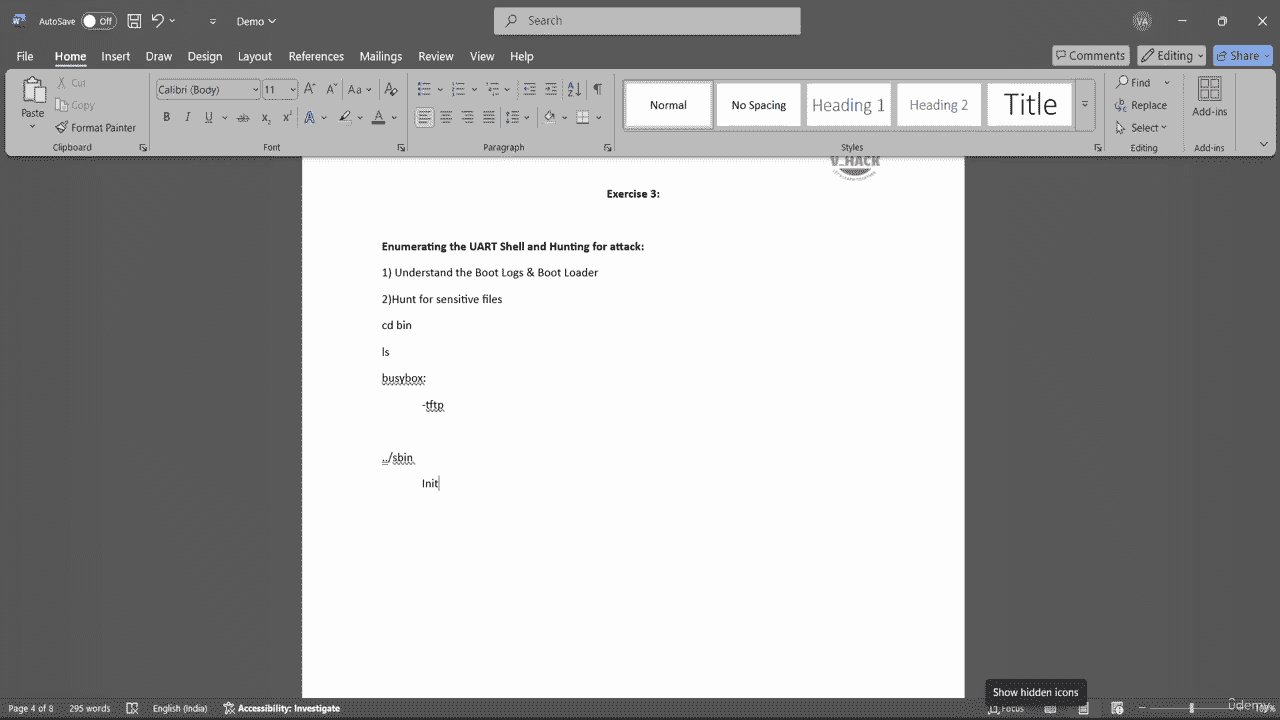 AutoSave Off Demo Search VA
File Home Insert Draw Design Layout References Mailings Review View Help Comments Editing Share
Paste Cut Copy Format Painter Calibri (Body) 11 Normal No Spacing Heading 1 Heading 2 Title Find Replace Select Add-ins
Clipboard Font Paragraph Styles Editing Add-ins
V_HACK
Exercise 3:
Enumerating the UART Shell and Hunting for attack:
1) Understand the Boot Logs & Boot Loader
2)Hunt for sensitive files
cd bin
ls
busybox:
-tftp
../sbin
Init
Show hidden icons
Page 4 of 8 295 words English (India) Accessibility: Investigate Focus